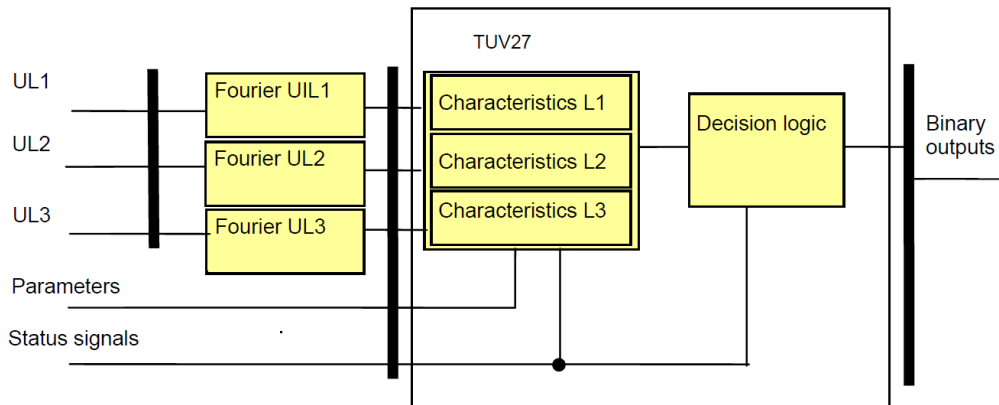 TUV27
UL1
Fourier UIL1
Characteristics L1
Decision logic
Binary
outputs
UL2
Fourier UL2
Characteristics L2
UL3
Fourier UL3
Characteristics L3
Parameters
Status signals